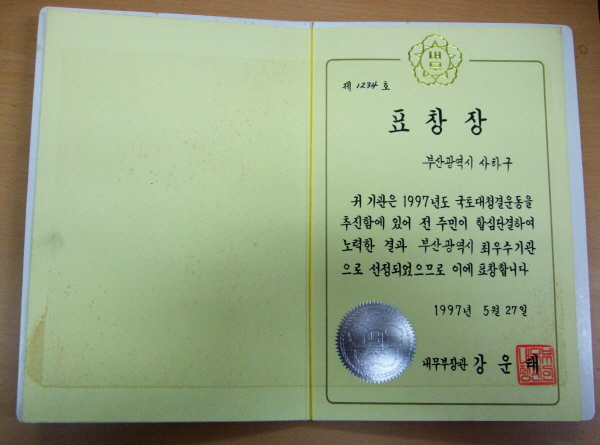 제 1234 호
표 창 장
부산광역시 사하구
귀 기관은 1997년도 국토대청결운동을
추진함에 있어 전 주민이 합심단결하여
노력한 결과 부산광역시 최우수기관
으로 선정되었으므로 이에 표창합니다
1997년 5월 27일
내무부장관 강 운 태